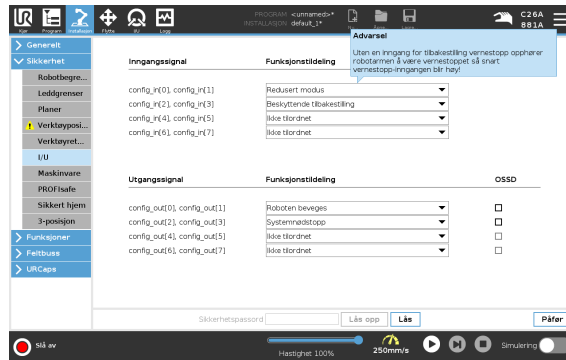 Kjør
Program
Installasjon
Flytte
I/U
Logg
PROGRAM <unnamed>*
INSTALLASJON default_1*
C26A
881A
Advarsel
Uten en inngang for tilbakestilling vernestopp opphører
robotarmen å være vernestoppet så snart
vernestopp-inngangen blir høy!
Generelt
Sikkerhet
Robotbegre...
Leddgrenser
Planer
Verktøyposi...
Verktøyret...
I/U
Maskinvare
PROFIsafe
Sikkert hjem
3-posisjon
Funksjoner
Feltbuss
URCaps
Inngangssignal Funksjonstildeling
config_in[0], config_in[1] Redusert modus
config_in[2], config_in[3] Beskyttende tilbakestilling
config_in[4], config_in[5] Ikke tilordnet
config_in[6], config_in[7] Ikke tilordnet
Utgangssignal Funksjonstildeling OSSD
config_out[0], config_out[1] Roboten beveges
config_out[2], config_out[3] Systemnødstopp
config_out[4], config_out[5] Ikke tilordnet
config_out[6], config_out[7] Ikke tilordnet
Sikkerhetspassord Lås opp Lås Påfør
Slå av
Hastighet 100%
250mm/s
Simulering